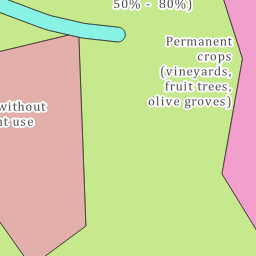 50% - 80%)
Permanent
crops
(vineyards,
fruit trees,
olive groves)
without
use